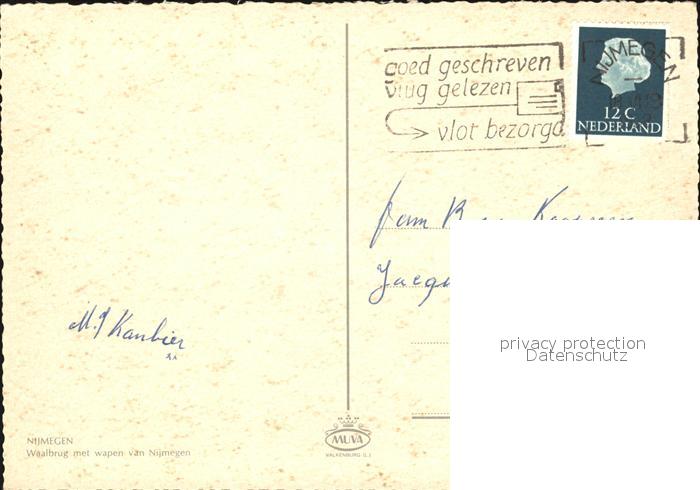 goed geschreven
vlug gelezen
vlot bezorgd
NIJMEGEN
12 C
NEDERLAND
Fam
Kanbier
privacy protection
Datenschutz
NIJMEGEN
Waalbrug met wapen van Nijmegen
MUVA
VALKENBURG (L.)